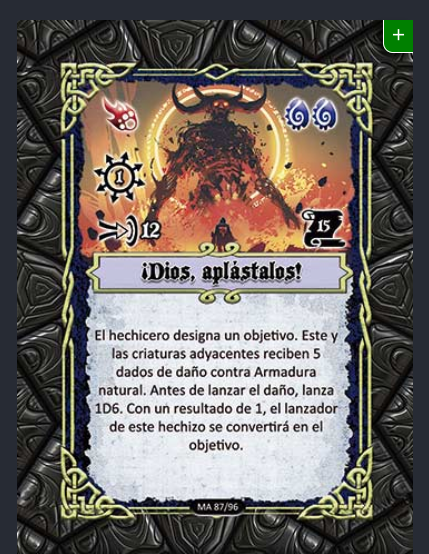 +
1
12
15
¡Dios, aplástalos!
El hechicero designa un objetivo. Este y
las criaturas adyacentes reciben 5
dados de daño contra Armadura
natural. Antes de lanzar el daño, lanza
1D6. Con un resultado de 1, el lanzador
de este hechizo se convertirá en el
objetivo.
MA 87/96